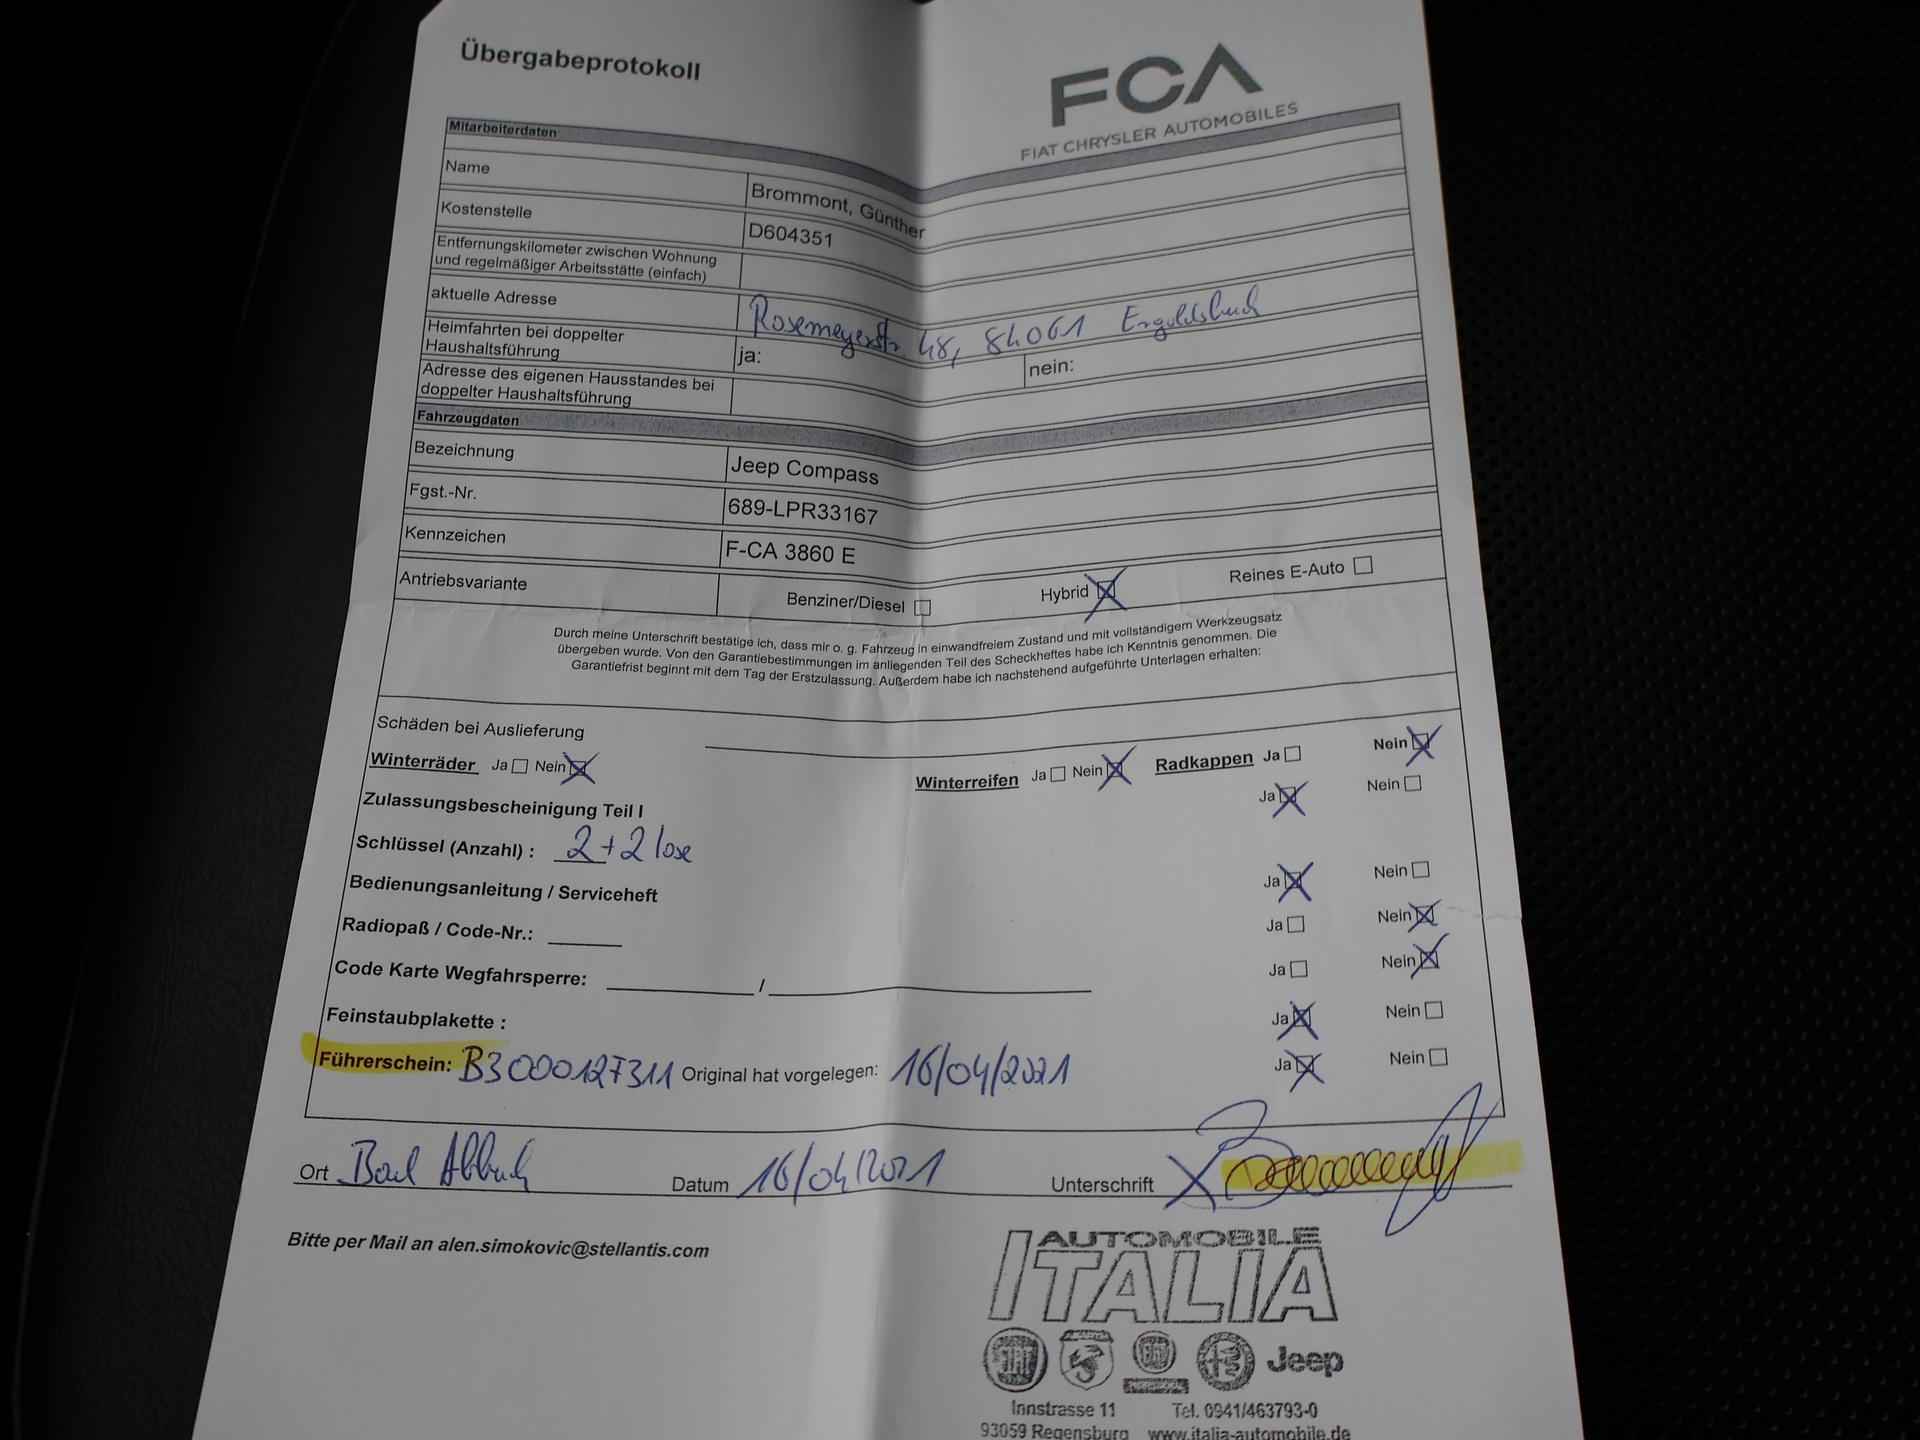 Übergabeprotokoll
FCA
FIAT CHRYSLER AUTOMOBILES
Mitarbeiterdaten
Name Brommont, Günther
Kostenstelle D604351
Entfernungskilometer zwischen Wohnung
und regelmäßiger Arbeitsstätte (einfach)
aktuelle Adresse Rosemeyerstr. 48, 84061 Ergoldsbach
Heimfahrten bei doppelter
Haushaltsführung ja: nein:
Adresse des eigenen Hausstandes bei
doppelter Haushaltsführung
Fahrzeugdaten
Bezeichnung Jeep Compass
Fgst.-Nr. 689-LPR33167
Kennzeichen F-CA 3860 E
Antriebsvariante Benziner/Diesel Hybrid Reines E-Auto
Durch meine Unterschrift bestätige ich, dass mir o. g. Fahrzeug in einwandfreiem Zustand und mit vollständigem Werkzeugsatz
übergeben wurde. Von den Garantiebestimmungen im anliegenden Teil des Scheckheftes habe ich Kenntnis genommen. Die
Garantiefrist beginnt mit dem Tag der Erstzulassung. Außerdem habe ich nachstehend aufgeführte Unterlagen erhalten:
Schäden bei Auslieferung
Winterräder Ja Nein Winterreifen Ja Nein Radkappen Ja Nein
Zulassungsbescheinigung Teil I Ja Nein
Schlüssel (Anzahl) : 2 + 2 lose
Bedienungsanleitung / Serviceheft Ja Nein
Radiopaß / Code-Nr.: Ja Nein
Code Karte Wegfahrsperre: / Ja Nein
Feinstaubplakette : Ja Nein
Führerschein: B3000127311 Original hat vorgelegen: 16/04/2021 Ja Nein
Ort Bad Abbach Datum 16/04/2021 Unterschrift X
Bitte per Mail an alen.simokovic@stellantis.com
AUTOMOBILE
ITALIA
Jeep
Innstrasse 11 Tel. 0941/463793-0
93059 Regensburg www.italia-automobile.de